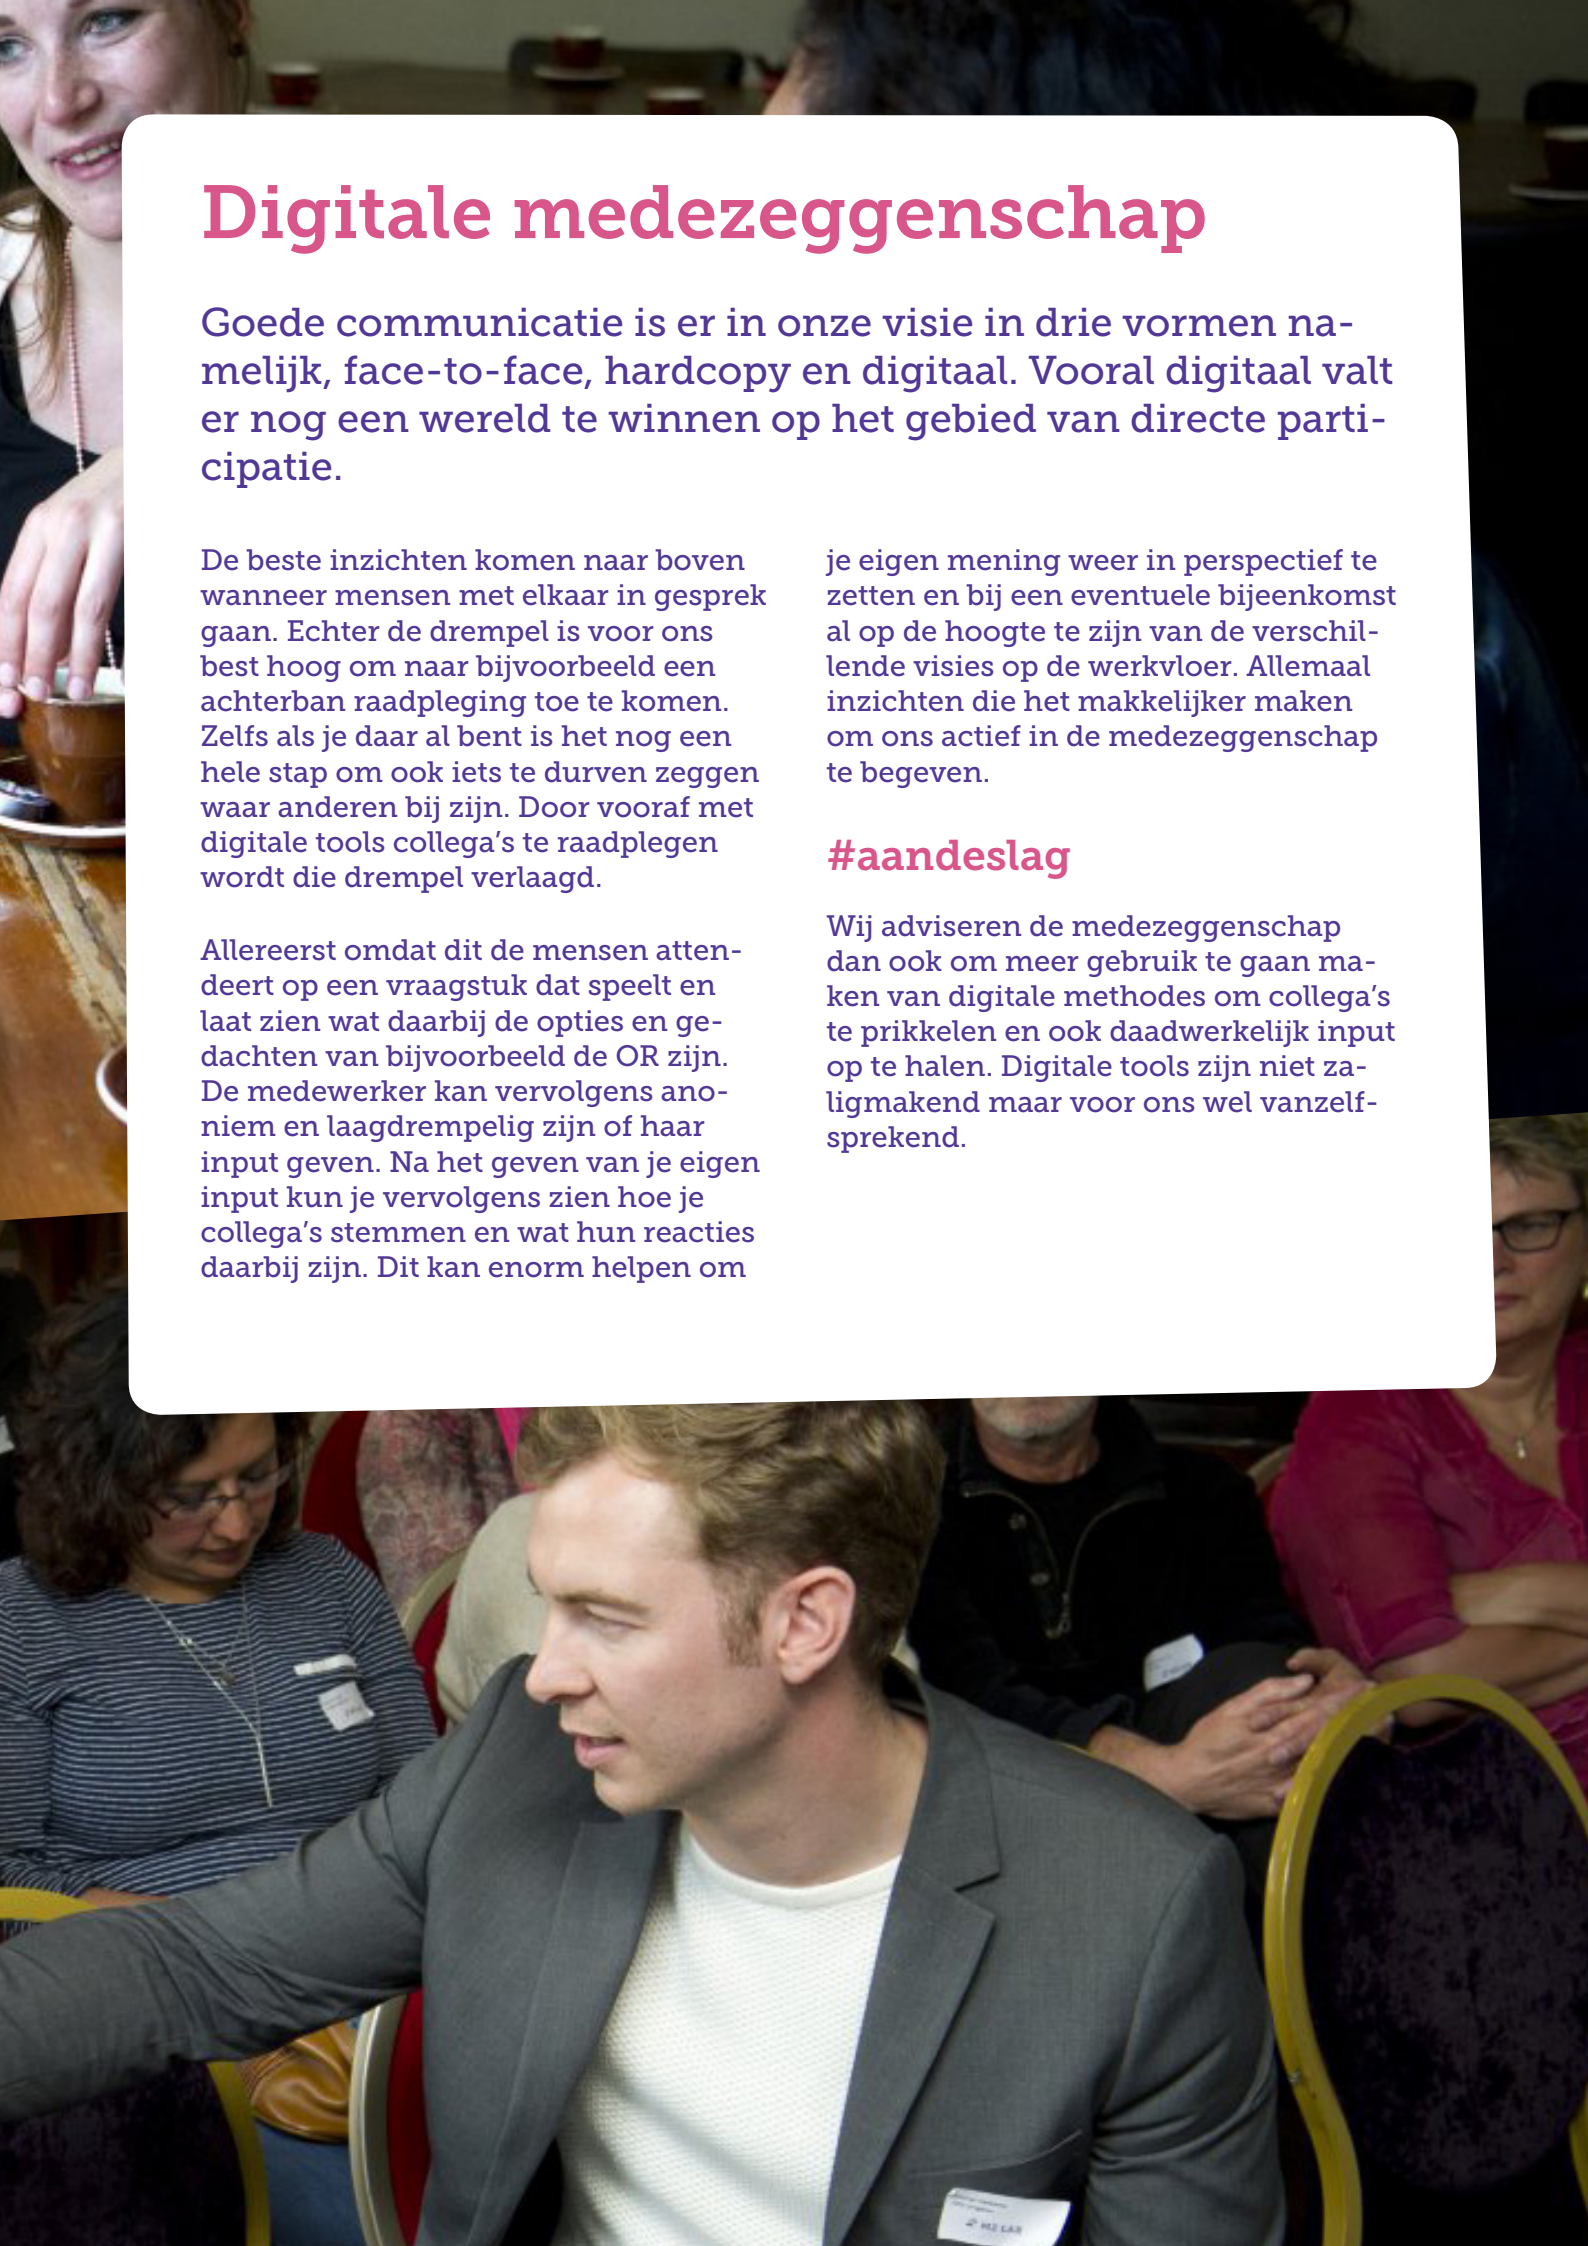 Digitale medezeggenschap
Goede communicatie is er in onze visie in drie vormen na-
melijk, face-to-face, hardcopy en digitaal. Vooral digitaal valt
er nog een wereld te winnen op het gebied van directe parti-
cipatie.
De beste inzichten komen naar boven
wanneer mensen met elkaar in gesprek
gaan. Echter de drempel is voor ons
best hoog om naar bijvoorbeeld een
achterban raadpleging toe te komen.
Zelfs als je daar al bent is het nog een
hele stap om ook iets te durven zeggen
waar anderen bij zijn. Door vooraf met
digitale tools collega’s te raadplegen
wordt die drempel verlaagd.
Allereerst omdat dit de mensen atten-
deert op een vraagstuk dat speelt en
laat zien wat daarbij de opties en ge-
dachten van bijvoorbeeld de OR zijn.
De medewerker kan vervolgens ano-
niem en laagdrempelig zijn of haar
input geven. Na het geven van je eigen
input kun je vervolgens zien hoe je
collega’s stemmen en wat hun reacties
daarbij zijn. Dit kan enorm helpen om
je eigen mening weer in perspectief te
zetten en bij een eventuele bijeenkomst
al op de hoogte te zijn van de verschil-
lende visies op de werkvloer. Allemaal
inzichten die het makkelijker maken
om ons actief in de medezeggenschap
te begeven.
#aandeslag
Wij adviseren de medezeggenschap
dan ook om meer gebruik te gaan ma-
ken van digitale methodes om collega’s
te prikkelen en ook daadwerkelijk input
op te halen. Digitale tools zijn niet za-
ligmakend maar voor ons wel vanzelf-
sprekend.